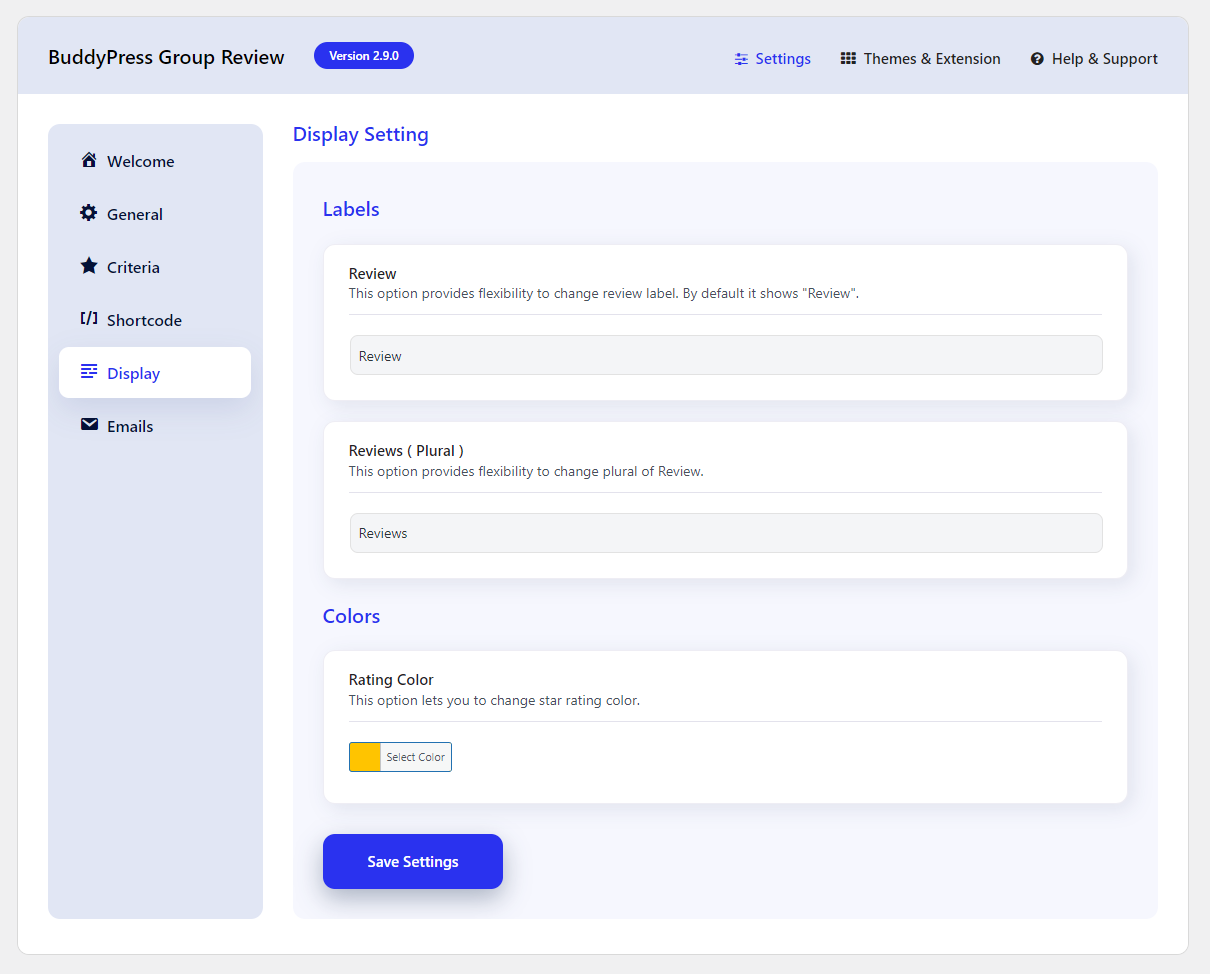 BuddyPress Group Review
Version 2.9.0
Settings
Themes & Extension
Help & Support
Welcome
General
Criteria
Shortcode
Display
Emails
Display Setting
Labels
Review
This option provides flexibility to change review label. By default it shows "Review".
Review
Reviews ( Plural )
This option provides flexibility to change plural of Review.
Reviews
Colors
Rating Color
This option lets you to change star rating color.
Select Color
Save Settings